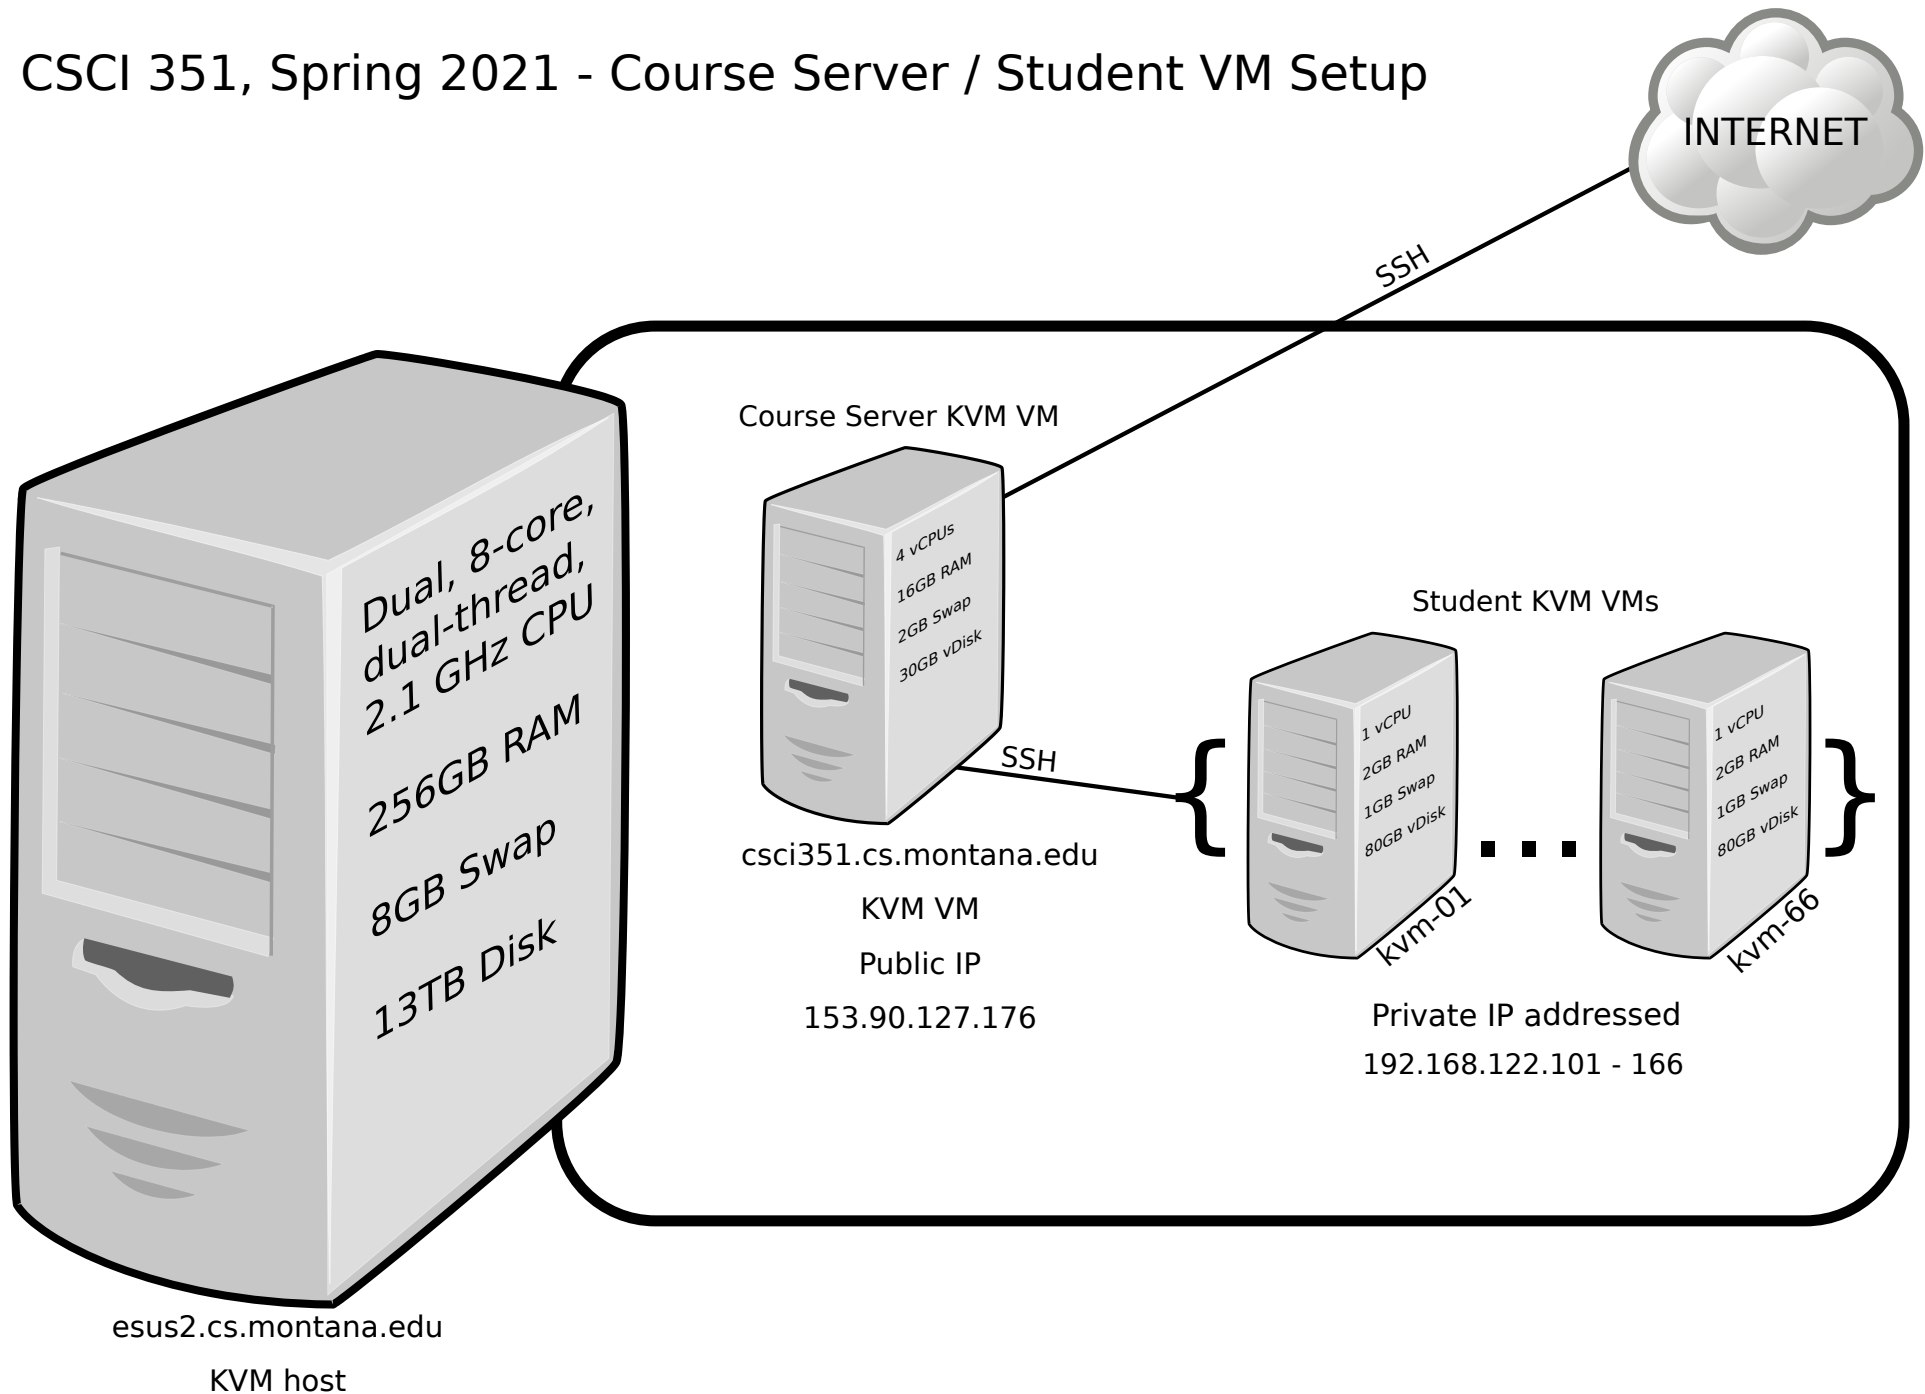 CSCI 351, Spring 2021 - Course Server / Student VM Setup
INTERNET
SSH
Course Server KVM VM
4 vCPUs
16GB RAM
2GB Swap
30GB vDisk
Dual, 8-core,
dual-thread,
2.1 GHz CPU
256GB RAM
8GB Swap
13TB Disk
SSH
csci351.cs.montana.edu
KVM VM
Public IP
153.90.127.176
Student KVM VMs
{
1 vCPU
2GB RAM
1GB Swap
80GB vDisk
kvm-01
...
1 vCPU
2GB RAM
1GB Swap
80GB vDisk
kvm-66
}
Private IP addressed
192.168.122.101 - 166
esus2.cs.montana.edu
KVM host